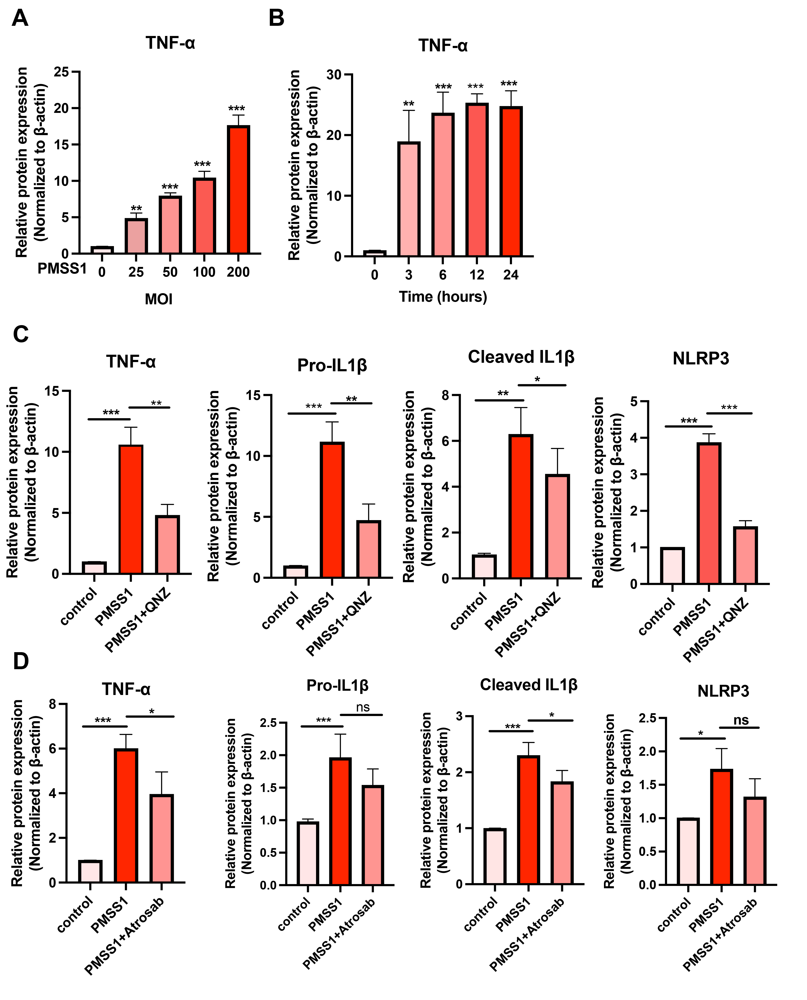 A
TNF-α
Relative protein expression
(Normalized to β-actin)
25
20
15
10
5
0
**
***
***
***
PMSS1 0 25 50 100 200
MOI
B
TNF-α
Relative protein expression
(Normalized to β-actin)
30
20
10
0
**
***
***
***
0 3 6 12 24
Time (hours)
C
TNF-α
Relative protein expression
(Normalized to β-actin)
15
10
5
0
***
**
control
PMSS1
PMSS1+QNZ
Pro-IL1β
Relative protein expression
(Normalized to β-actin)
15
10
5
0
***
**
control
PMSS1
PMSS1+QNZ
Cleaved IL1β
Relative protein expression
(Normalized to β-actin)
8
6
4
2
0
**
*
control
PMSS1
PMSS1+QNZ
NLRP3
Relative protein expression
(Normalized to β-actin)
5
4
3
2
1
0
***
***
control
PMSS1
PMSS1+QNZ
D
TNF-α
Relative protein expression
(Normalized to β-actin)
8
6
4
2
0
***
*
control
PMSS1
PMSS1+Atrosab
Pro-IL1β
Relative protein expression
(Normalized to β-actin)
2.5
2.0
1.5
1.0
0.5
0.0
***
ns
control
PMSS1
PMSS1+Atrosab
Cleaved IL1β
Relative protein expression
(Normalized to β-actin)
3
2
1
0
***
*
control
PMSS1
PMSS1+Atrosab
NLRP3
Relative protein expression
(Normalized to β-actin)
2.5
2.0
1.5
1.0
0.5
0.0
*
ns
control
PMSS1
PMSS1+Atrosab